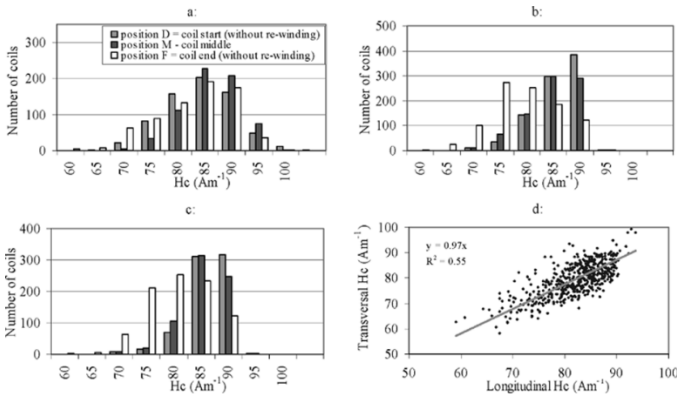 a:
position D = coil start (without re-winding)
position M - coil middle
position F = coil end (without re-winding)
Number of coils
300
200
100
0
60 65 70 75 80 85 90 95 100
Hc (Am-1)
b:
Number of coils
500
400
300
200
100
0
60 65 70 75 80 85 90 95 100
Hc (Am-1)
c:
Number of coils
400
300
200
100
0
60 65 70 75 80 85 90 95 100
Hc (Am-1)
d:
y = 0.97x
R2 = 0.55
Transversal Hc (Am-1)
100
90
80
70
60
50
50 60 70 80 90 100
Longitudinal Hc (Am-1)